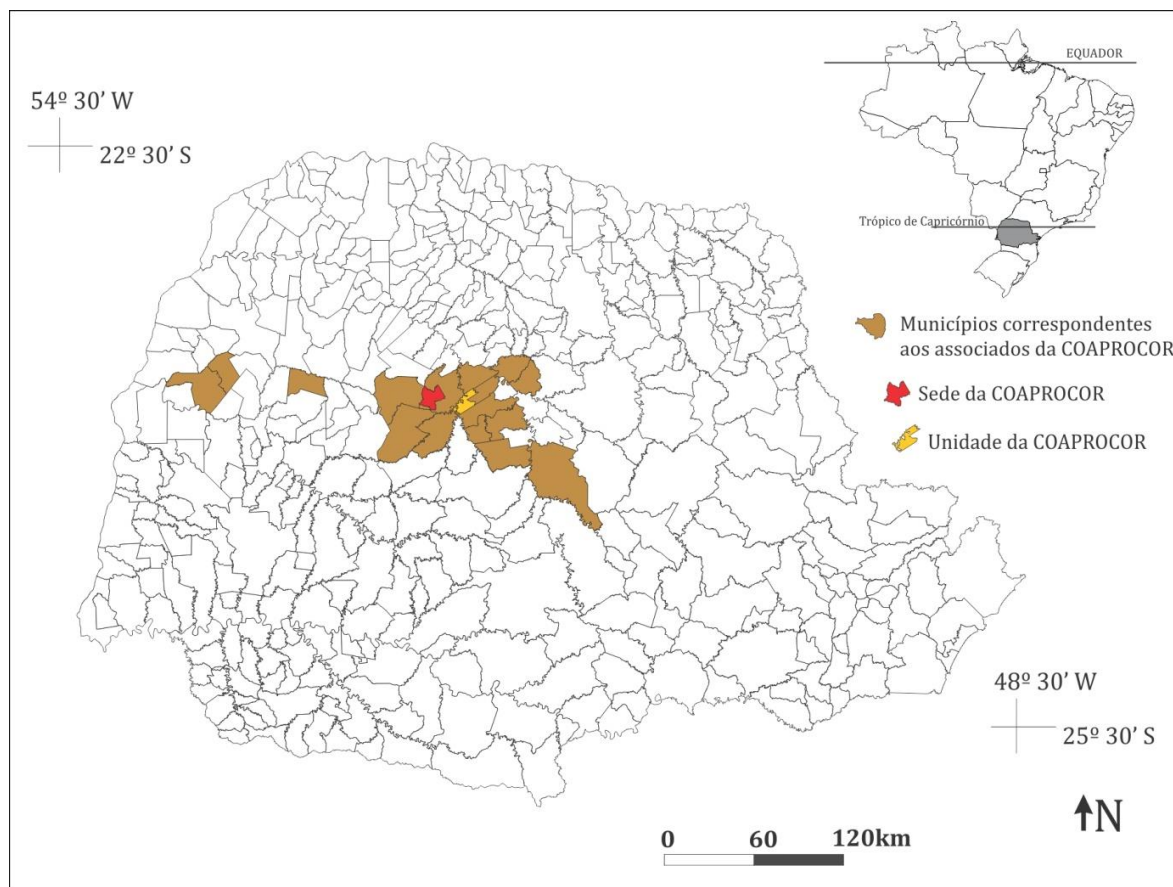 54º 30’ W
22º 30’ S
EQUADOR
Trópico de Capricórnio
Municípios correspondentes
aos associados da COAPROCOR
Sede da COAPROCOR
Unidade da COAPROCOR
48º 30’ W
25º 30’ S
N
0 60 120km